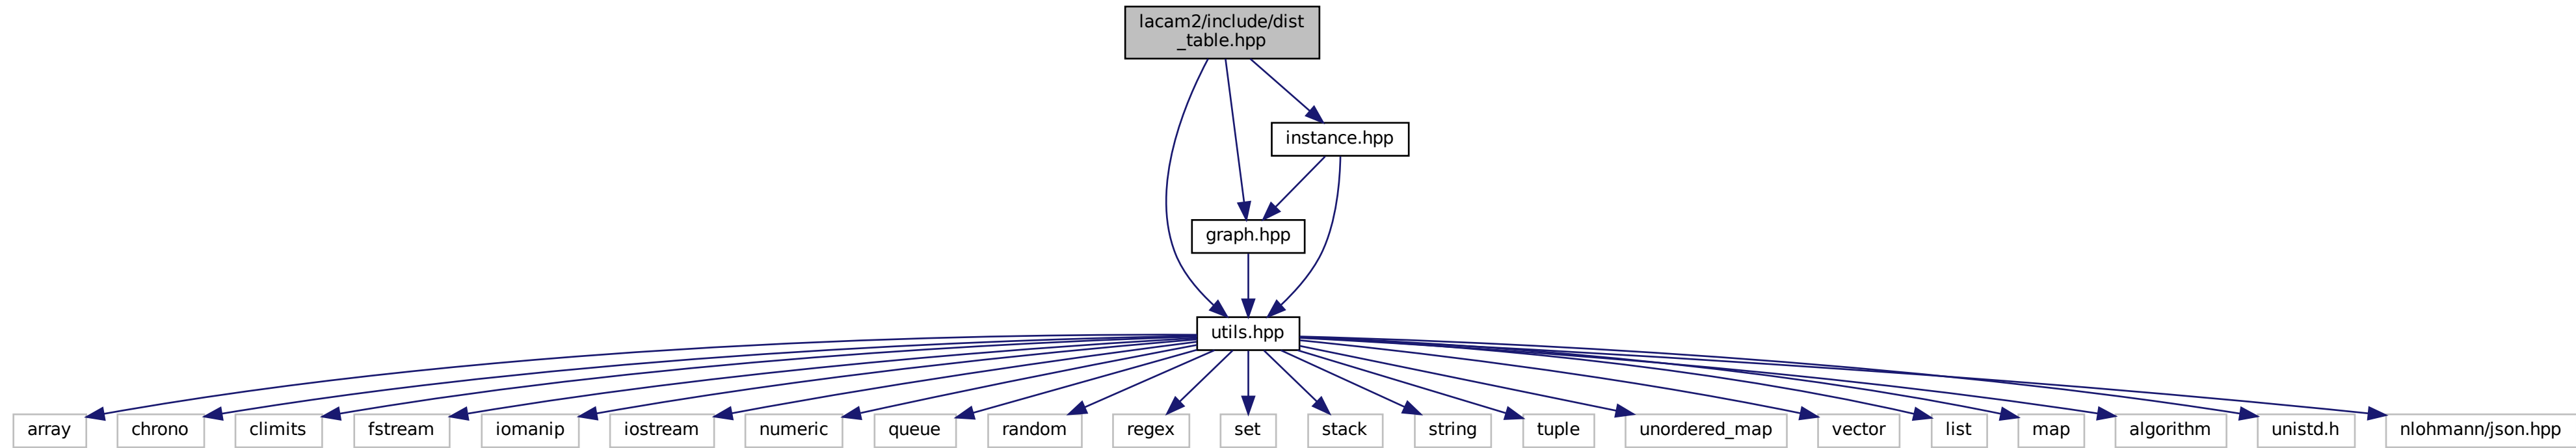 lacam2/include/dist
_table.hpp
instance.hpp
graph.hpp
utils.hpp
array
chrono
climits
fstream
iomanip
iostream
numeric
queue
random
regex
set
stack
string
tuple
unordered_map
vector
list
map
algorithm
unistd.h
nlohmann/json.hpp